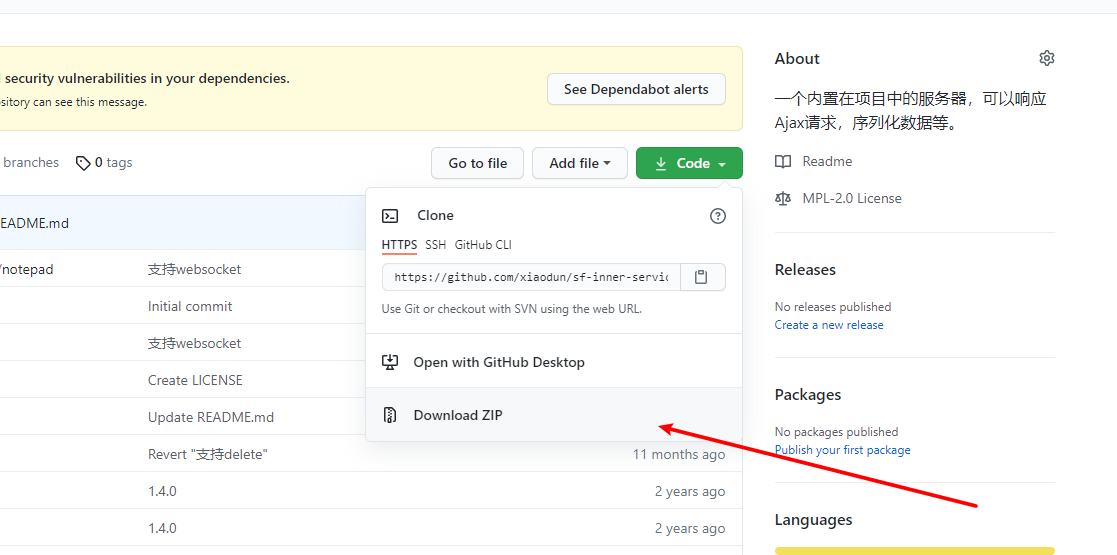 security vulnerabilities in your dependencies.
ository can see this message.
See Dependabot alerts
branches
0 tags
Go to file
Add file
Code
EADME.md
/notepad
支持websocket
Initial commit
支持websocket
Create LICENSE
Update README.md
Revert "支持delete"
11 months ago
1.4.0
2 years ago
1.4.0
2 years ago
Clone
HTTPS SSH GitHub CLI
https://github.com/xiaodun/sf-inner-servic
Use Git or checkout with SVN using the web URL.
Open with GitHub Desktop
Download ZIP
About
一个内置在项目中的服务器，可以响应
Ajax请求，序列化数据等。
Readme
MPL-2.0 License
Releases
No releases published
Create a new release
Packages
No packages published
Publish your first package
Languages